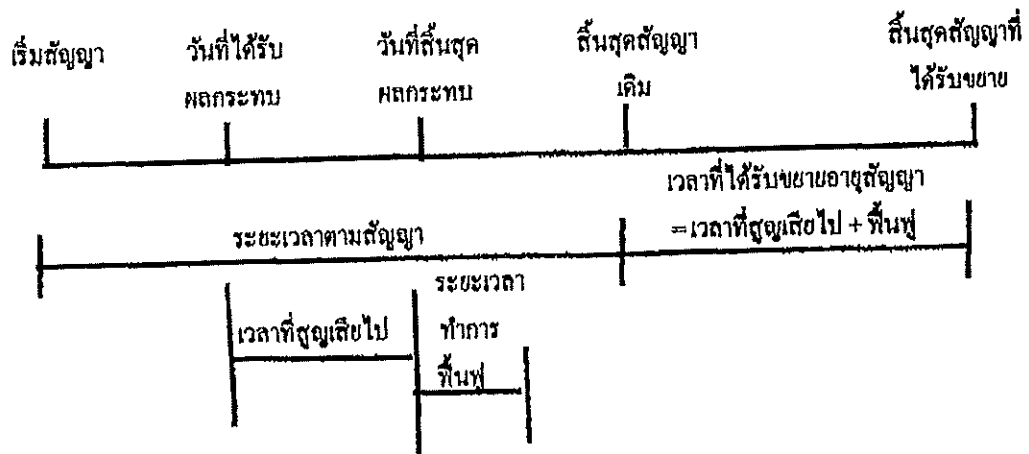 เริ่มสัญญา
วันที่ได้รับ
ผลกระทบ
วันที่สิ้นสุด
ผลกระทบ
สิ้นสุดสัญญา
เดิม
สิ้นสุดสัญญาที่
ได้รับขยาย
ระยะเวลาตามสัญญา
เวลาที่ได้รับขยายอายุสัญญา
=เวลาที่สูญเสียไป + ฟื้นฟู
เวลาที่สูญเสียไป
ระยะเวลา
ทำการ
ฟื้นฟู